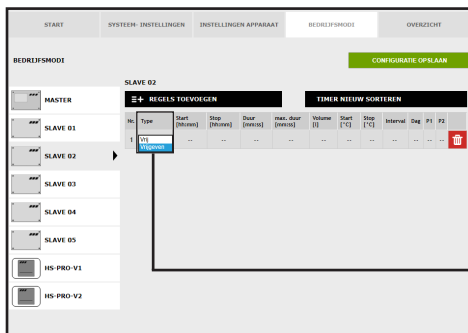 START SYSTEEM- INSTELLINGEN INSTELLINGEN APPARAAT BEDRIJFSMODI OVERZICHT
BEDRIJFSMODI
CONFIGURATIE OPSLAAN
SLAVE 02
REGELS TOEVOEGEN TIMER NIEUW SORTEREN
Nr. Type Start [hh:mm] Stop [hh:mm] Duur [mm:ss] max. duur [mm:ss] Volume [l] Start [°C] Stop [°C] Interval Dag P1 P2
1 Vrij -- -- -- -- -- -- -- -- -- -- --
Vrijgeven
MASTER
SLAVE 01
SLAVE 02
SLAVE 03
SLAVE 04
SLAVE 05
HS-PRO-V1
HS-PRO-V2